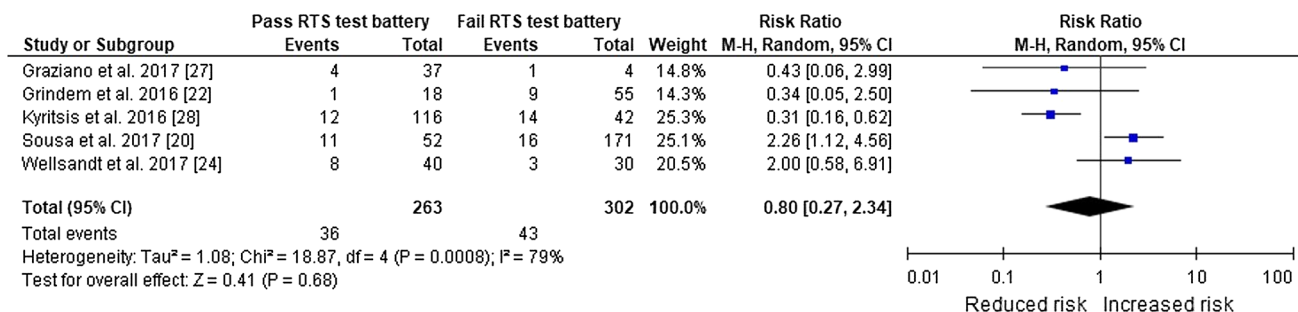 Pass RTS test battery Fail RTS test battery Risk Ratio Risk Ratio
Study or Subgroup Events Total Events Total Weight M-H, Random, 95% CI M-H, Random, 95% CI
Graziano et al. 2017 [27] 4 37 1 4 14.8% 0.43 [0.06, 2.99]
Grindem et al. 2016 [22] 1 18 9 55 14.3% 0.34 [0.05, 2.50]
Kyritsis et al. 2016 [28] 12 116 14 42 25.3% 0.31 [0.16, 0.62]
Sousa et al. 2017 [20] 11 52 16 171 25.1% 2.26 [1.12, 4.56]
Wellsandt et al. 2017 [24] 8 40 3 30 20.5% 2.00 [0.58, 6.91]
Total (95% CI) 263 302 100.0% 0.80 [0.27, 2.34]
Total events 36 43
Heterogeneity: Tau² = 1.08; Chi² = 18.87, df = 4 (P = 0.0008); I² = 79%
Test for overall effect: Z = 0.41 (P = 0.68)
0.01 0.1 1 10 100
Reduced risk Increased risk